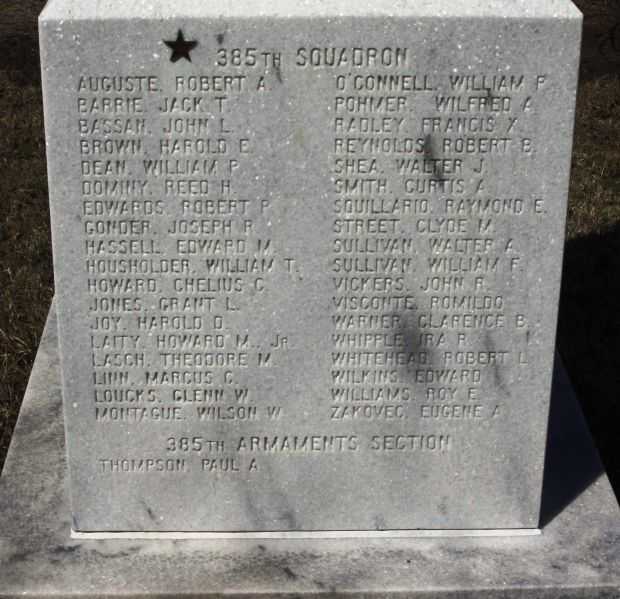 385TH SQUADRON
AUGUSTE, ROBERT A.
BARRIE, JACK T.
BASSAN, JOHN L.
BROWN, HAROLD E.
DEAN, WILLIAM P.
DOMINY, REED H.
EDWARDS, ROBERT P.
GONDER, JOSEPH R.
HASSELL, EDWARD M.
HOUSHOLDER, WILLIAM T.
HOWARD, CHELIUS C.
JONES, GRANT L.
JOY, HAROLD D.
LAITY, HOWARD M., JR.
LASCH, THEODORE M.
LINN, MARCUS C.
LOUCKS, GLENN W.
MONTAGUE, WILSON W.
O'CONNELL, WILLIAM P.
POHMER, WILFRED A.
RADLEY, FRANCIS X.
REYNOLDS, ROBERT B.
SHEA, WALTER J.
SMITH, CURTIS A.
SQUILLARIO, RAYMOND E.
STREET, CLYDE M.
SULLIVAN, WALTER A.
SULLIVAN, WILLIAM F.
VICKERS, JOHN R.
VISCONTE, ROMILDO
WARNER, CLARENCE B.
WHIPPLE, IRA R.
WHITEHEAD, ROBERT L.
WILKINS, EDWARD
WILLIAMS, ROY E.
ZAKOVEC, EUGENE A.
385TH ARMAMENTS SECTION
THOMPSON, PAUL A.